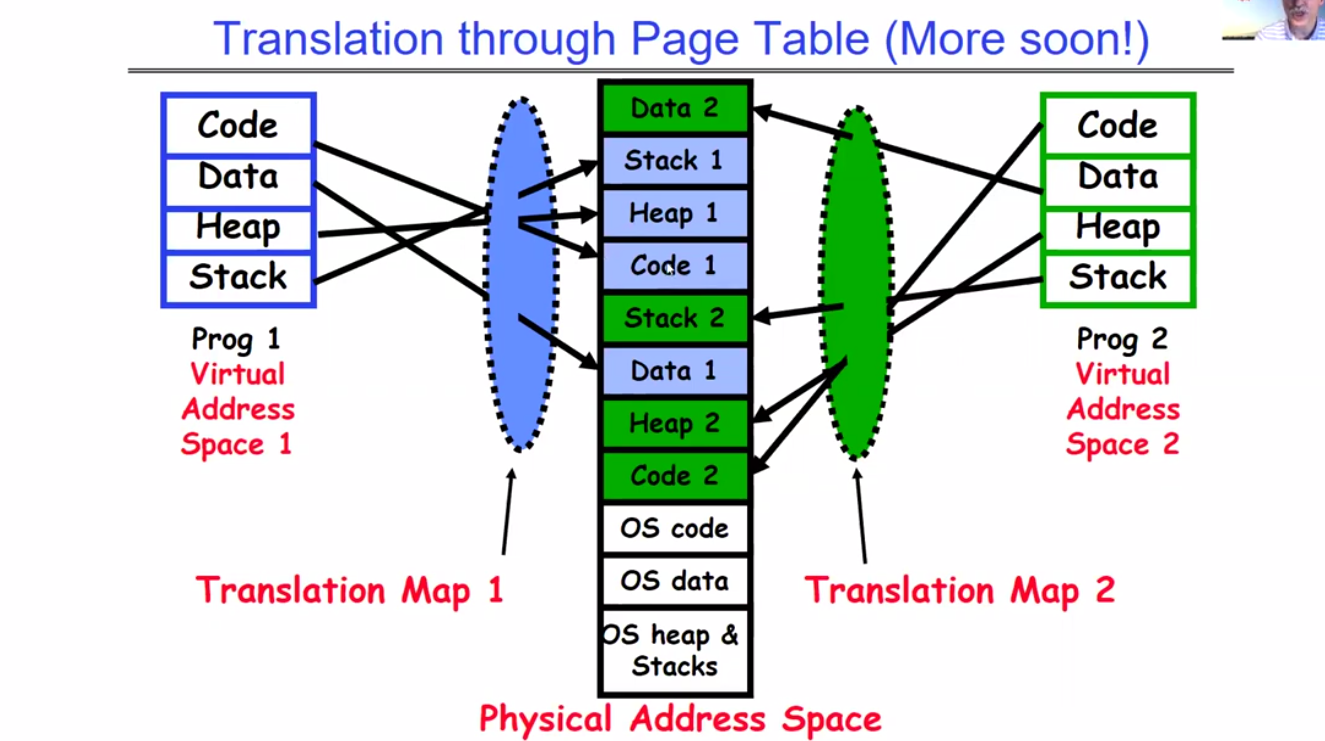 Translation through Page Table (More soon!)
Code
Data
Heap
Stack
Prog 1
Virtual
Address
Space 1
Translation Map 1
Data 2
Stack 1
Heap 1
Code 1
Stack 2
Data 1
Heap 2
Code 2
OS code
OS data
OS heap &
Stacks
Physical Address Space
Code
Data
Heap
Stack
Prog 2
Virtual
Address
Space 2
Translation Map 2